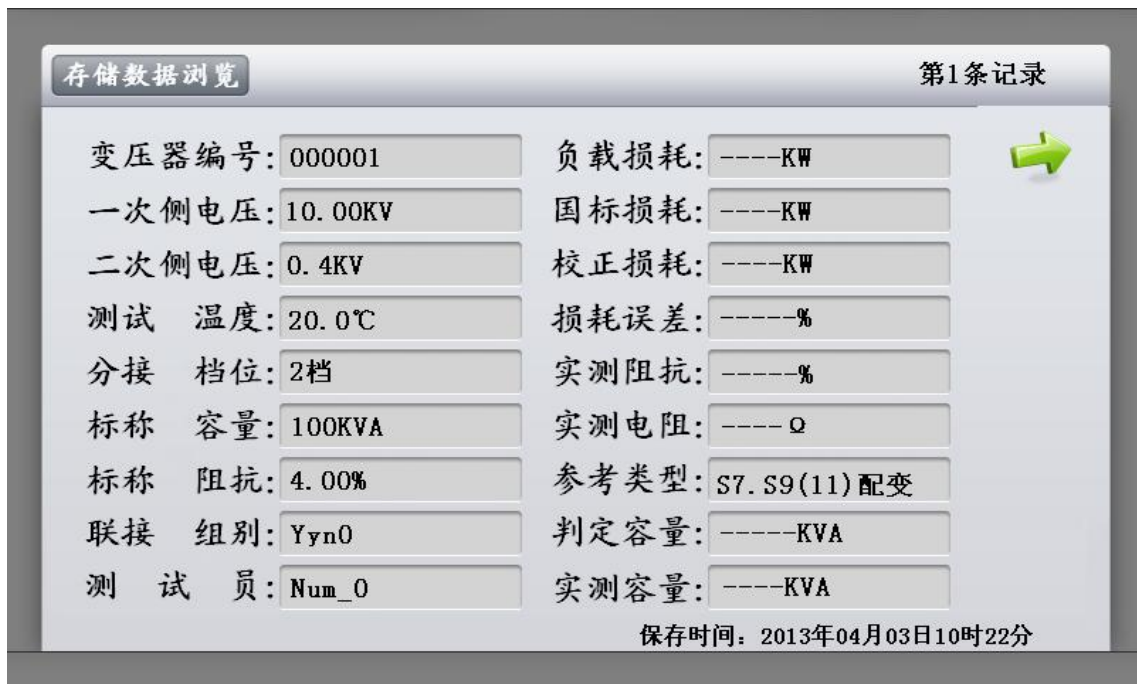 存储数据浏览 第1条记录
变压器编号: 000001 负载损耗: ----KW
一次侧电压: 10.00KV 国标损耗: ----KW
二次侧电压: 0.4KV 校正损耗: ----KW
测试 温度: 20.0℃ 损耗误差: -----%
分接 档位: 2档 实测阻抗: -----%
标称 容量: 100KVA 实测电阻: ----Ω
标称 阻抗: 4.00% 参考类型: S7.S9(11)配变
联接 组别: Yyn0 判定容量: -----KVA
测 试 员: Num_0 实测容量: ----KVA
保存时间: 2013年04月03日10时22分